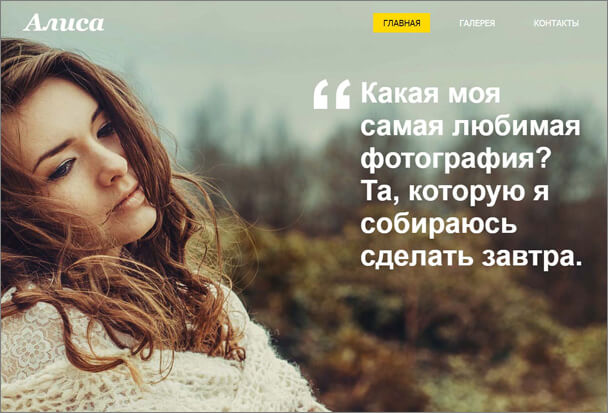 Алиса
ГЛАВНАЯ ГАЛЕРЕЯ КОНТАКТЫ
“ Какая моя
самая любимая
фотография?
Та, которую я
собираюсь
сделать завтра.